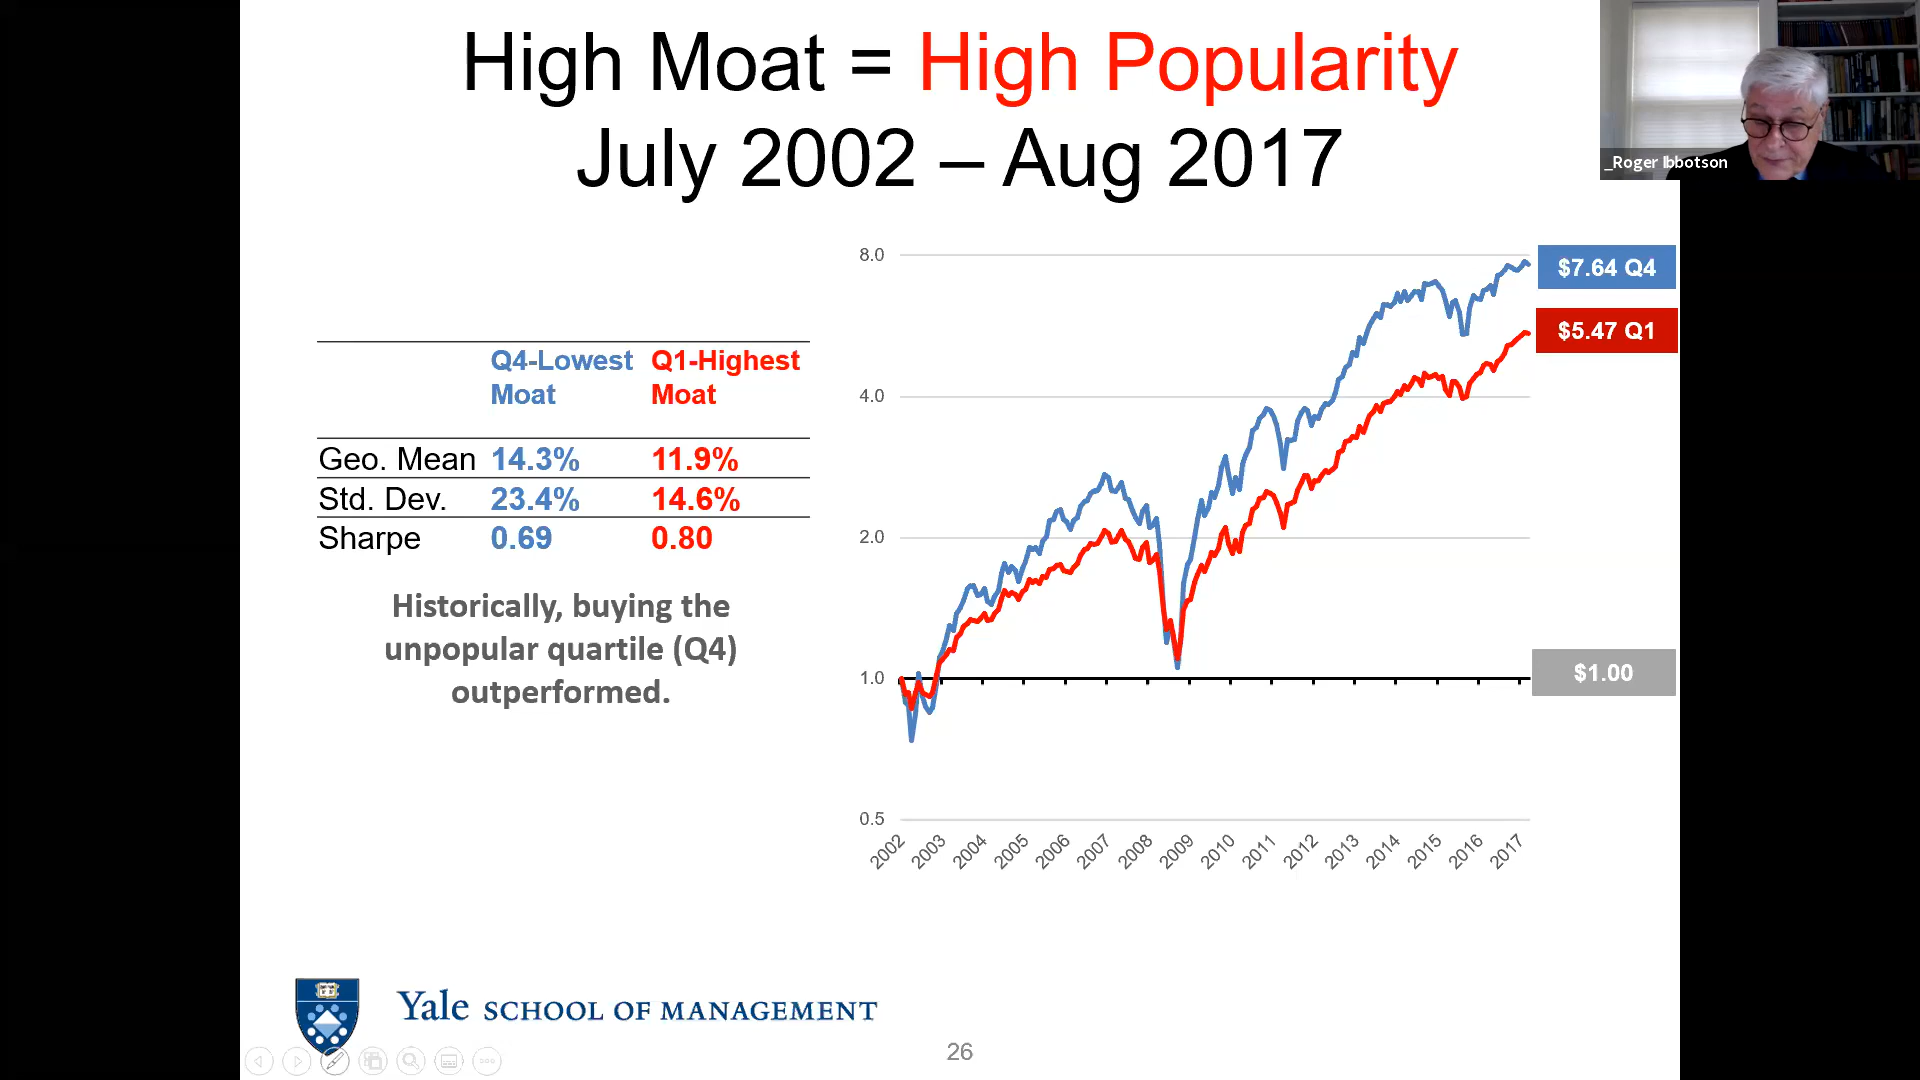 High Moat = High Popularity
July 2002 – Aug 2017
_Roger Ibbotson
Q4-Lowest Moat
Q1-Highest Moat
Geo. Mean 14.3% 11.9%
Std. Dev. 23.4% 14.6%
Sharpe 0.69 0.80
Historically, buying the
unpopular quartile (Q4)
outperformed.
8.0
4.0
2.0
1.0
0.5
$7.64 Q4
$5.47 Q1
$1.00
2002 2003 2004 2005 2006 2007 2008 2009 2010 2011 2012 2013 2014 2015 2016 2017
Yale SCHOOL OF MANAGEMENT
26